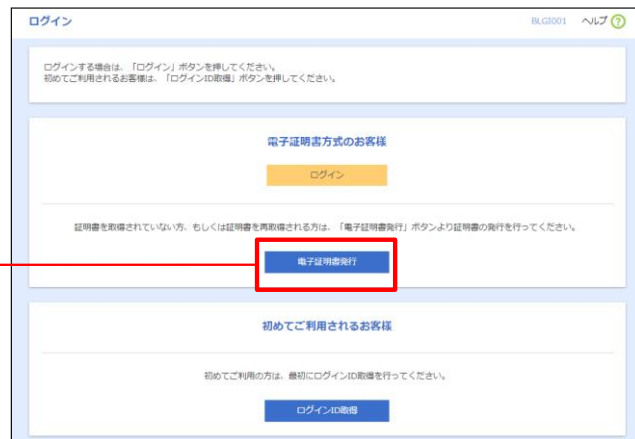 ログイン
BLGI001 ヘルプ ?
ログインする場合は、「ログイン」ボタンを押してください。
初めてご利用されるお客様は、「ログインID取得」ボタンを押してください。
電子証明書方式のお客様
ログイン
証明書を取得されていない方、もしくは証明書を再取得される方は、「電子証明書発行」ボタンより証明書の発行を行ってください。
電子証明書発行
初めてご利用されるお客様
初めてご利用の方は、最初にログインID取得を行ってください。
ログインID取得